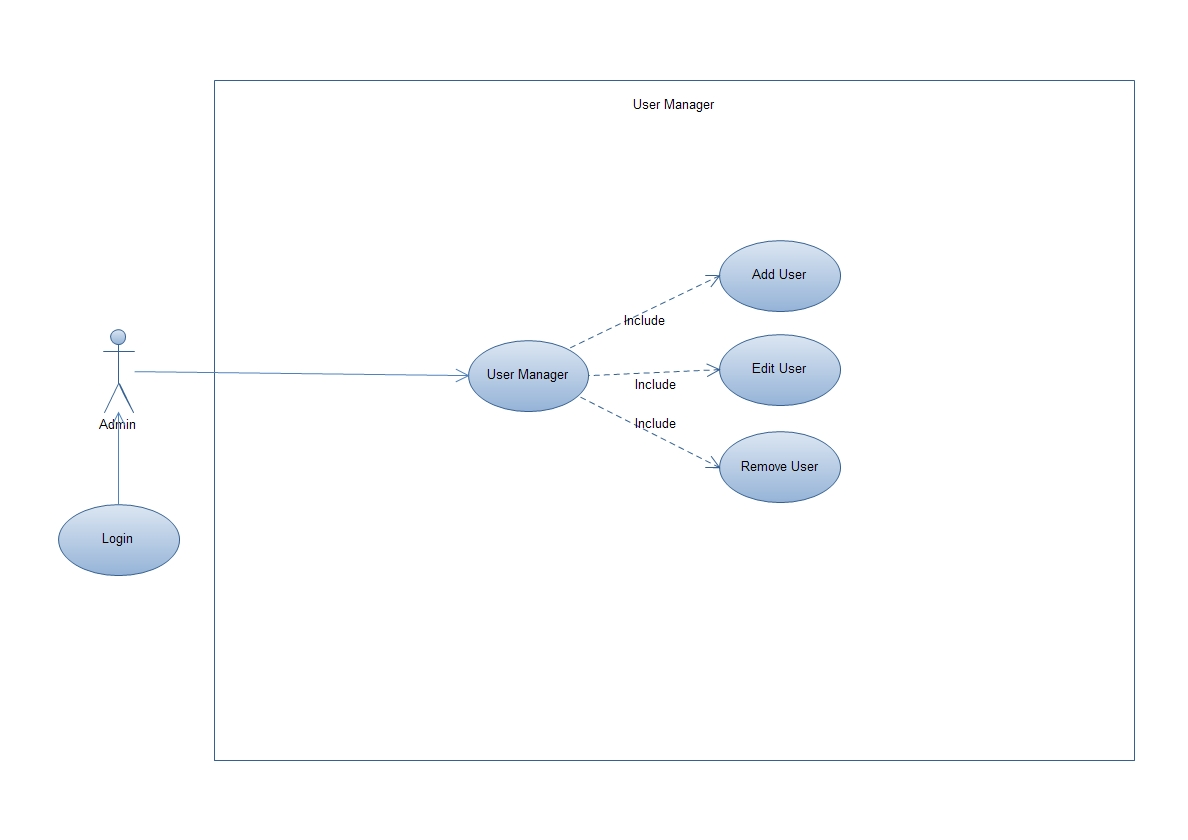 User Manager
Add User
Include
Edit User
User Manager
Include
Include
Admin
Remove User
Login